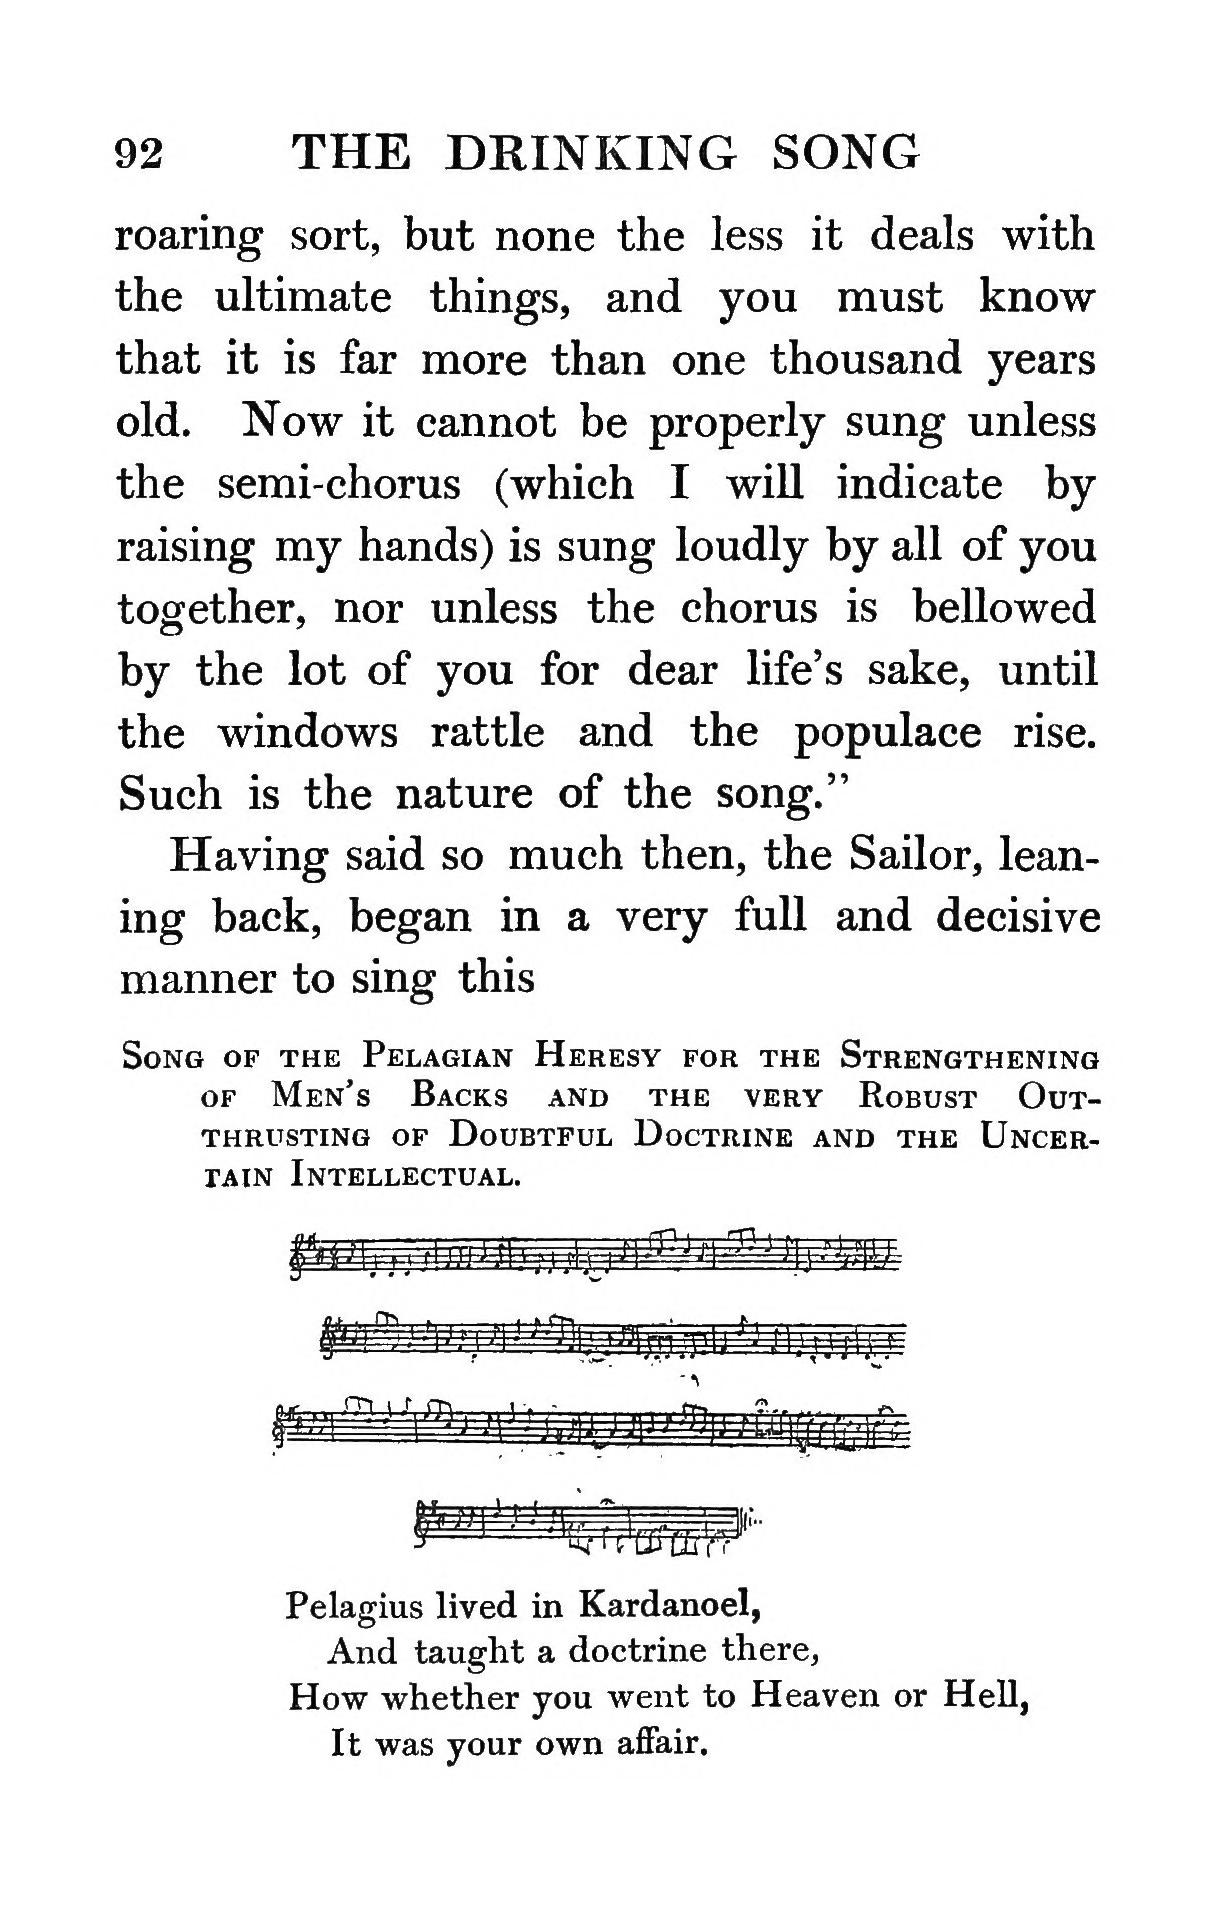 92 THE DRINKING SONG
roaring sort, but none the less it deals with
the ultimate things, and you must know
that it is far more than one thousand years
old. Now it cannot be properly sung unless
the semi-chorus (which I will indicate by
raising my hands) is sung loudly by all of you
together, nor unless the chorus is bellowed
by the lot of you for dear life’s sake, until
the windows rattle and the populace rise.
Such is the nature of the song.”
Having said so much then, the Sailor, lean-
ing back, began in a very full and decisive
manner to sing this
SONG OF THE PELAGIAN HERESY FOR THE STRENGTHENING
OF MEN’S BACKS AND THE VERY ROBUST OUT-
THRUSTING OF DOUBTFUL DOCTRINE AND THE UNCER-
TAIN INTELLECTUAL.
Pelagius lived in Kardanoel,
And taught a doctrine there,
How whether you went to Heaven or Hell,
It was your own affair.